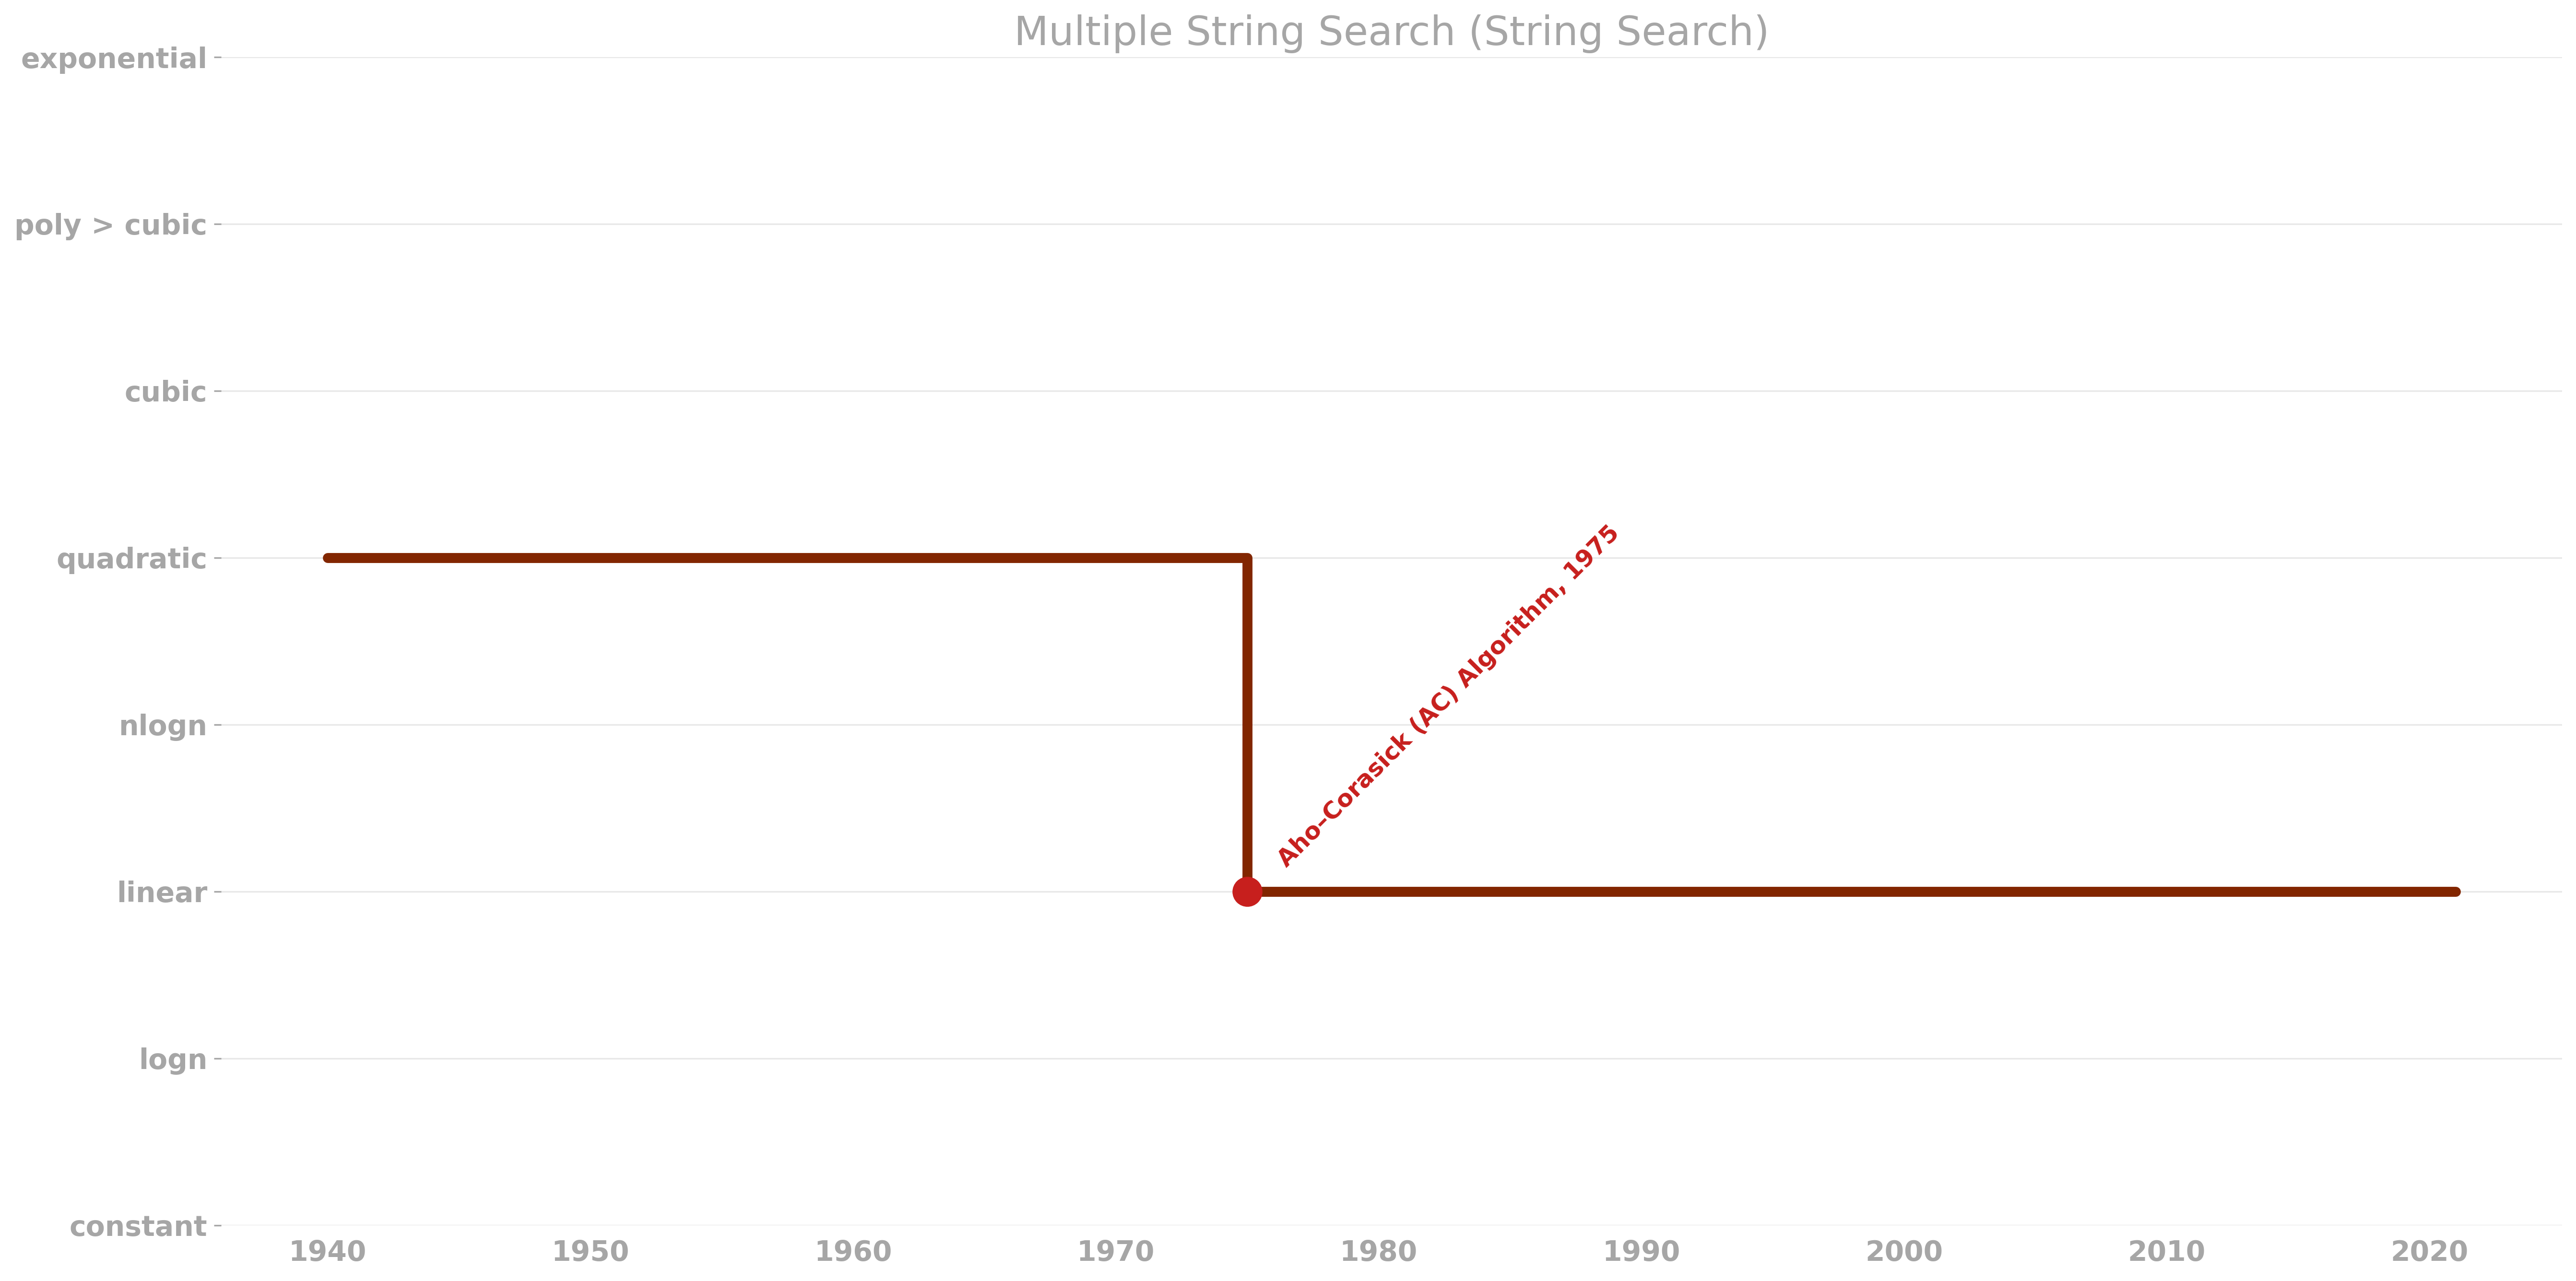 Multiple String Search (String Search)
exponential
poly > cubic
cubic
quadratic
nlogn
linear
logn
constant
Aho–Corasick (AC) Algorithm, 1975
1940 1950 1960 1970 1980 1990 2000 2010 2020